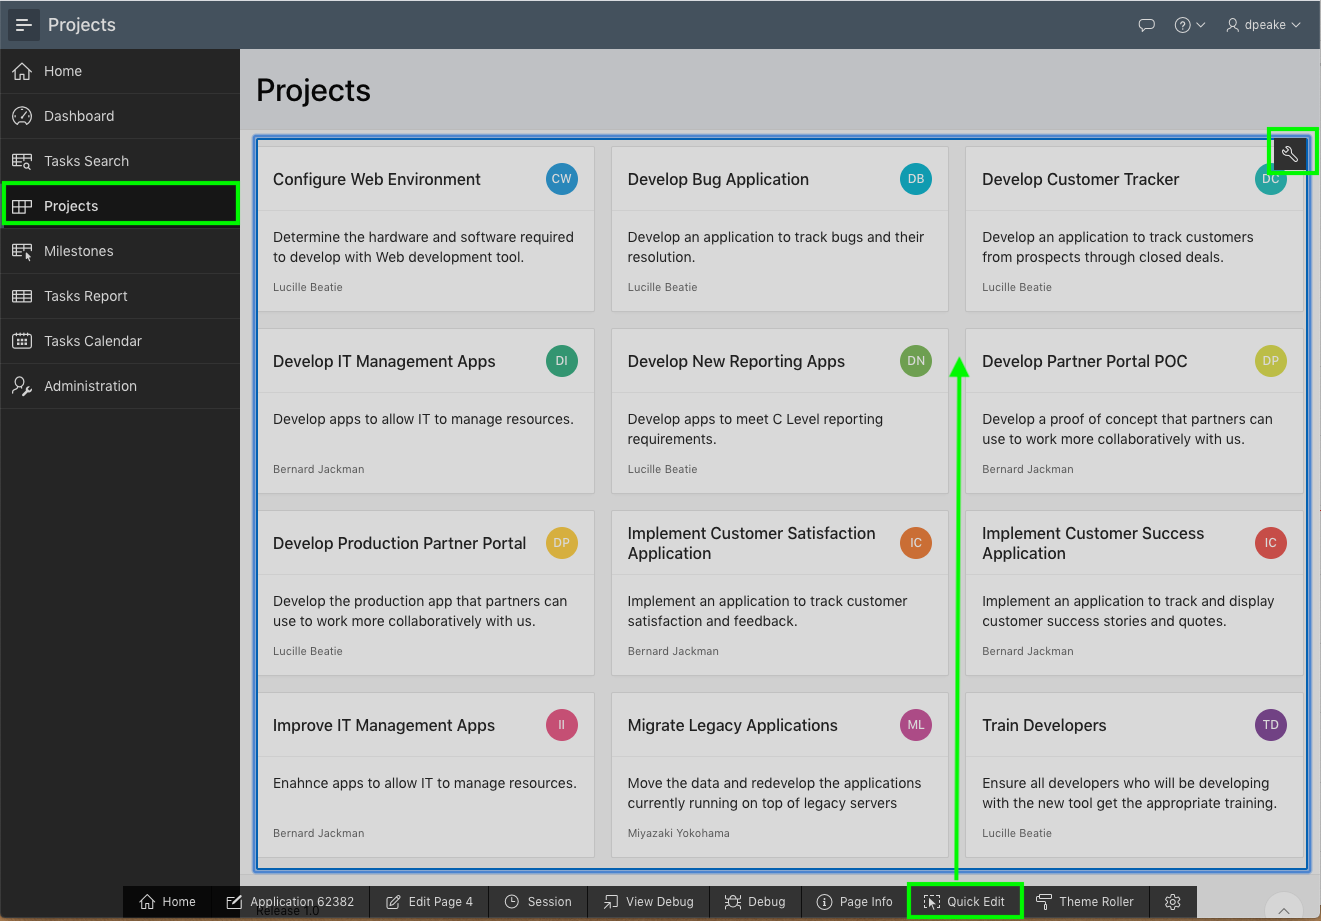 Projects
dpeake
Home
Dashboard
Tasks Search
Projects
Milestones
Tasks Report
Tasks Calendar
Administration
Projects
Configure Web Environment
CW
Determine the hardware and software required
to develop with Web development tool.
Lucille Beatie
Develop Bug Application
DB
Develop an application to track bugs and their
resolution.
Lucille Beatie
Develop Customer Tracker
DC
Develop an application to track customers
from prospects through closed deals.
Lucille Beatie
Develop IT Management Apps
DI
Develop apps to allow IT to manage resources.
Bernard Jackman
Develop New Reporting Apps
DN
Develop apps to meet C Level reporting
requirements.
Lucille Beatie
Develop Partner Portal POC
DP
Develop a proof of concept that partners can
use to work more collaboratively with us.
Bernard Jackman
Develop Production Partner Portal
DP
Develop the production app that partners can
use to work more collaboratively with us.
Lucille Beatie
Implement Customer Satisfaction
Application
IC
Implement an application to track customer
satisfaction and feedback.
Bernard Jackman
Implement Customer Success
Application
IC
Implement an application to track and display
customer success stories and quotes.
Bernard Jackman
Improve IT Management Apps
II
Enahnce apps to allow IT to manage resources.
Bernard Jackman
Migrate Legacy Applications
ML
Move the data and redevelop the applications
currently running on top of legacy servers
Miyazaki Yokohama
Train Developers
TD
Ensure all developers who will be developing
with the new tool get the appropriate training.
Lucille Beatie
Home
Application 62382
Edit Page 4
Session
View Debug
Debug
Page Info
Quick Edit
Theme Roller
Release 1.0